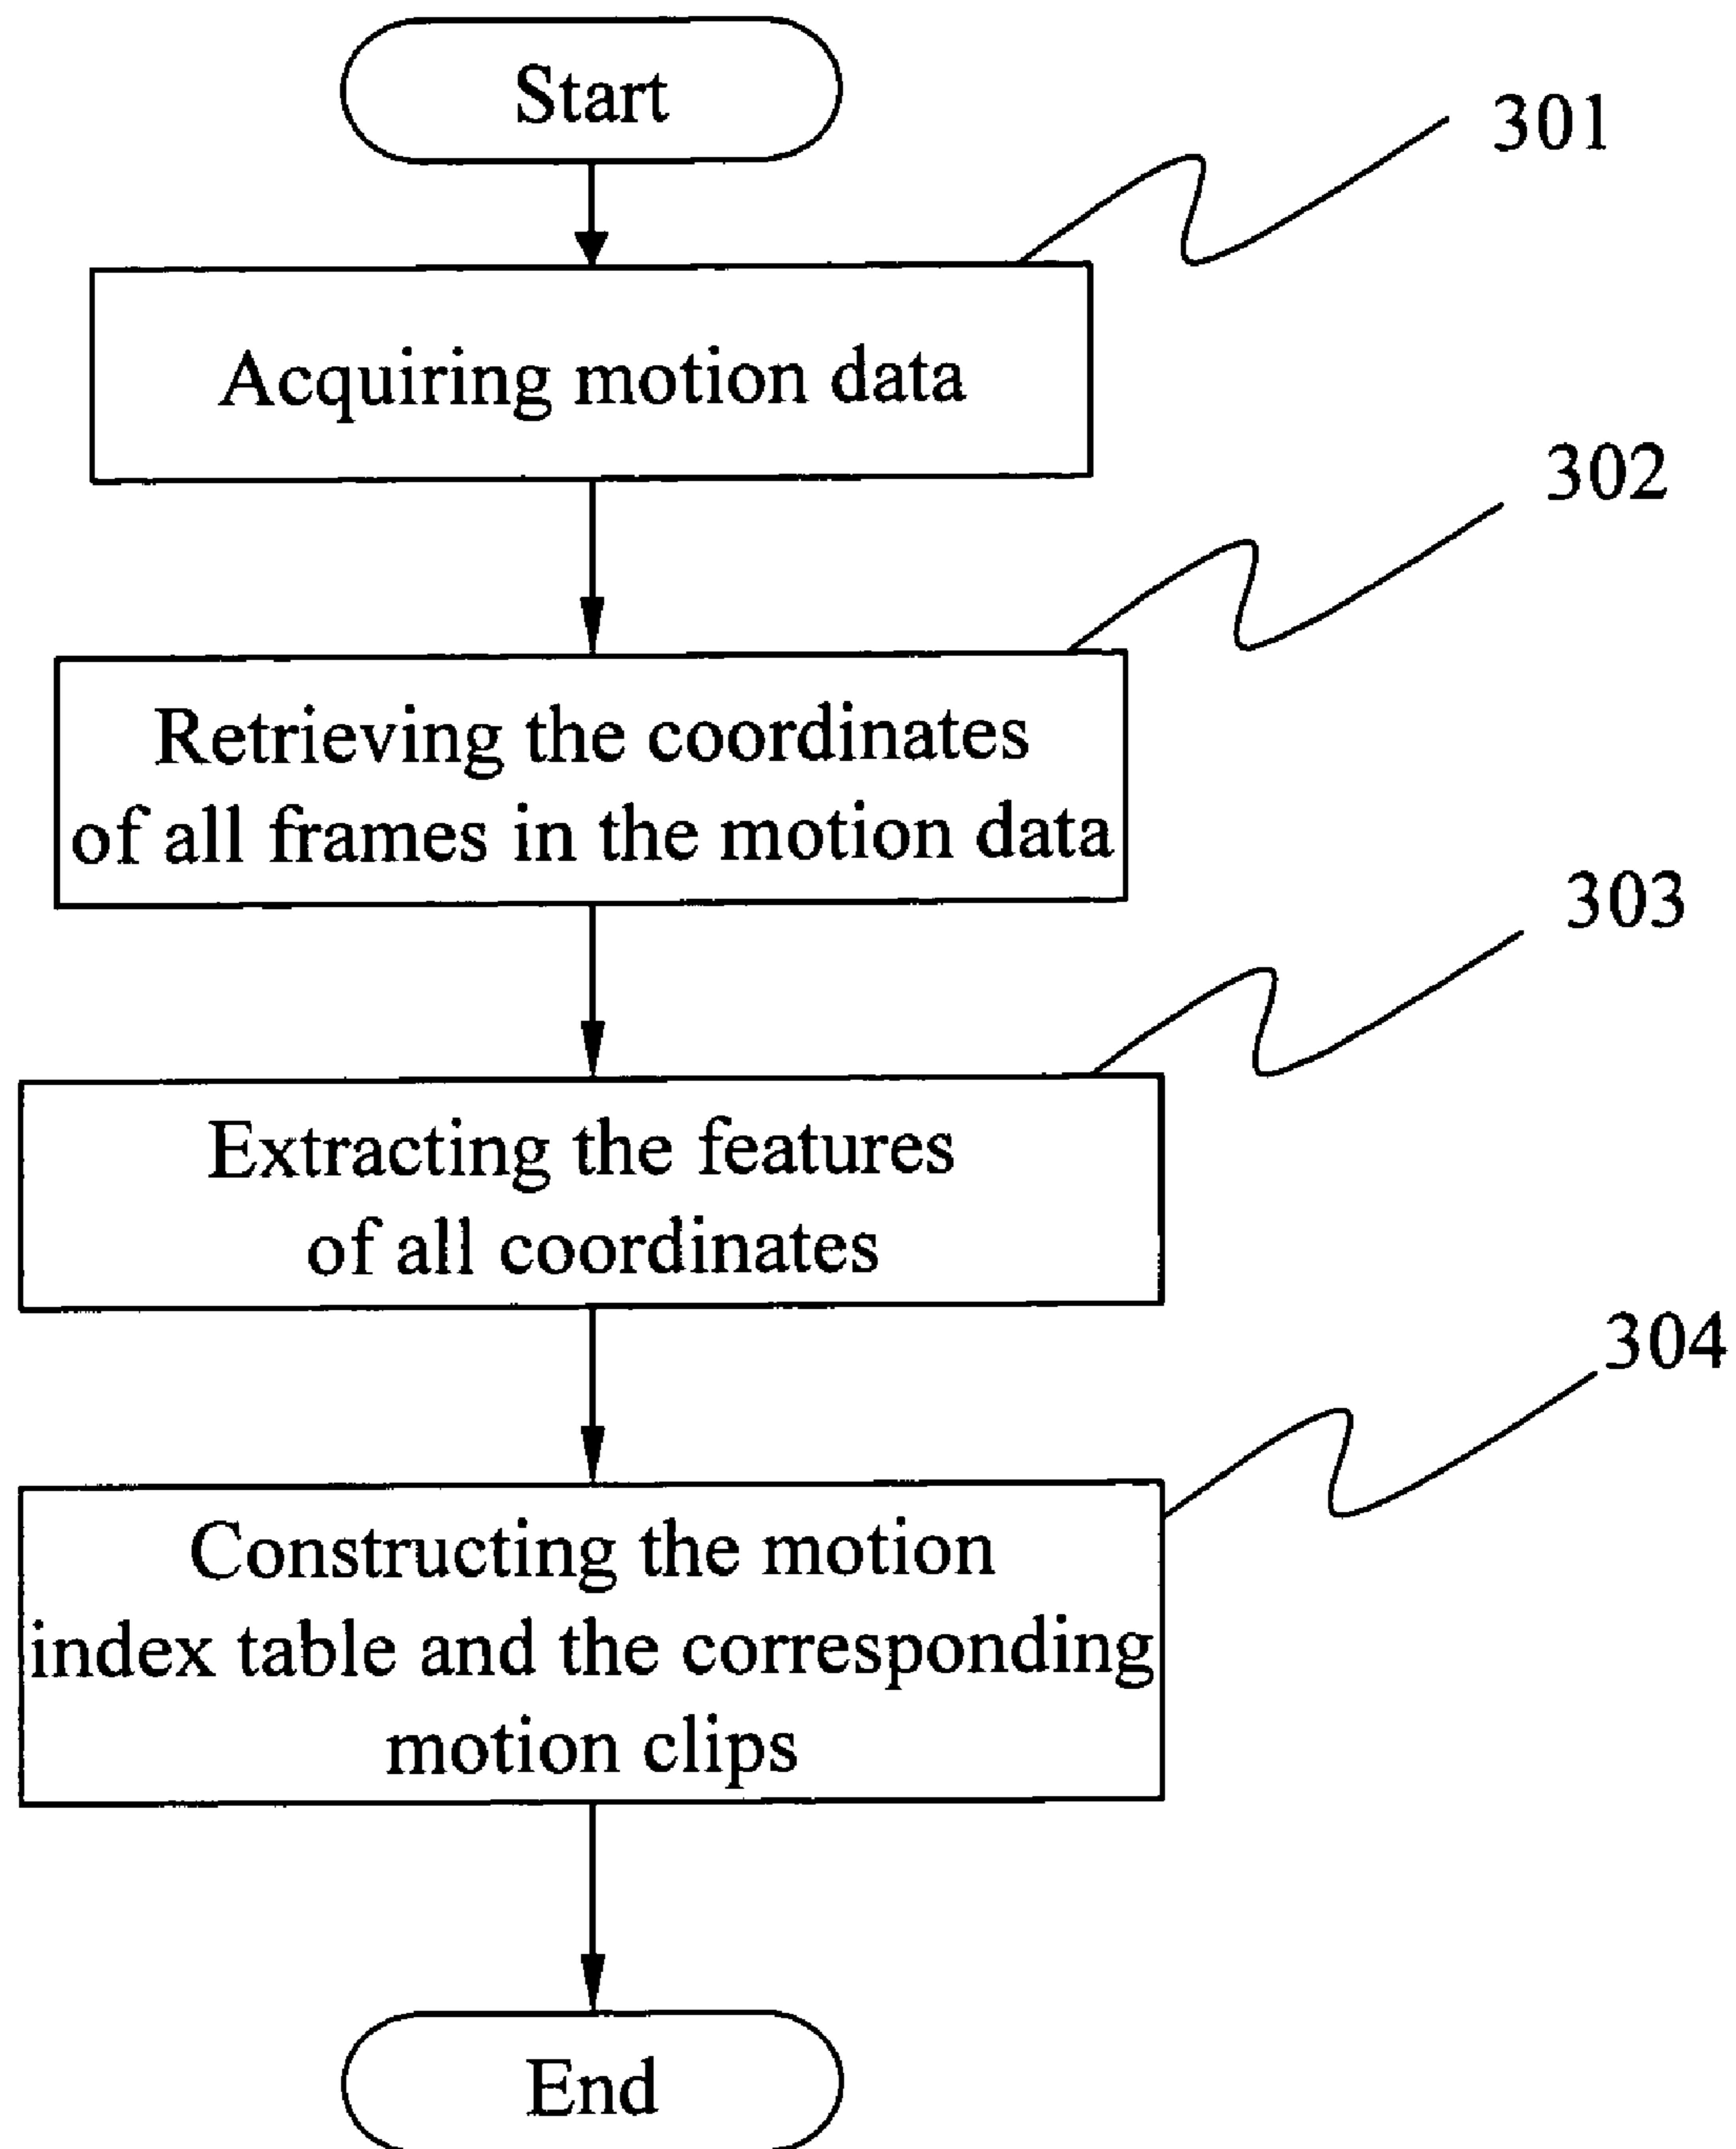 Start
301
Acquiring motion data
302
Retrieving the coordinates
of all frames in the motion data
303
Extracting the features
of all coordinates
304
Constructing the motion
index table and the corresponding
motion clips
End